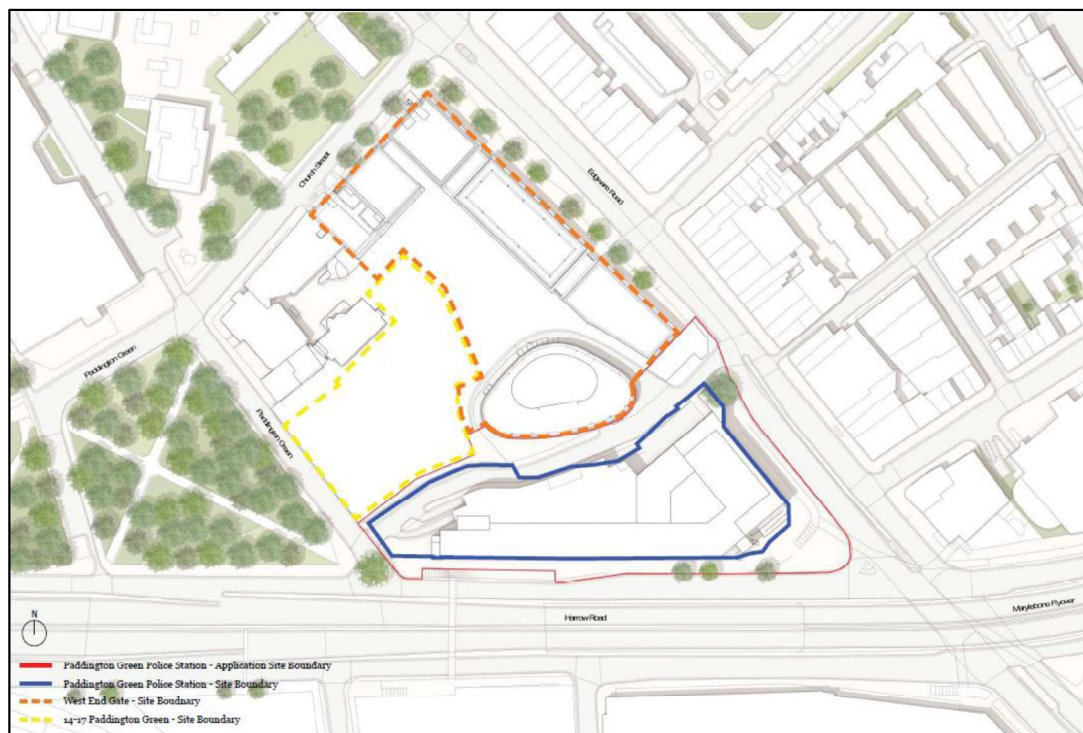 Church Street
Edgware Road
Paddington Green
Paddington Green
Harrow Road
Marylebone Flyover
N
Paddington Green Police Station - Application Site Boundary
Paddington Green Police Station - Site Boundary
West End Gate - Site Boudnary
14-17 Paddington Green - Site Boundary